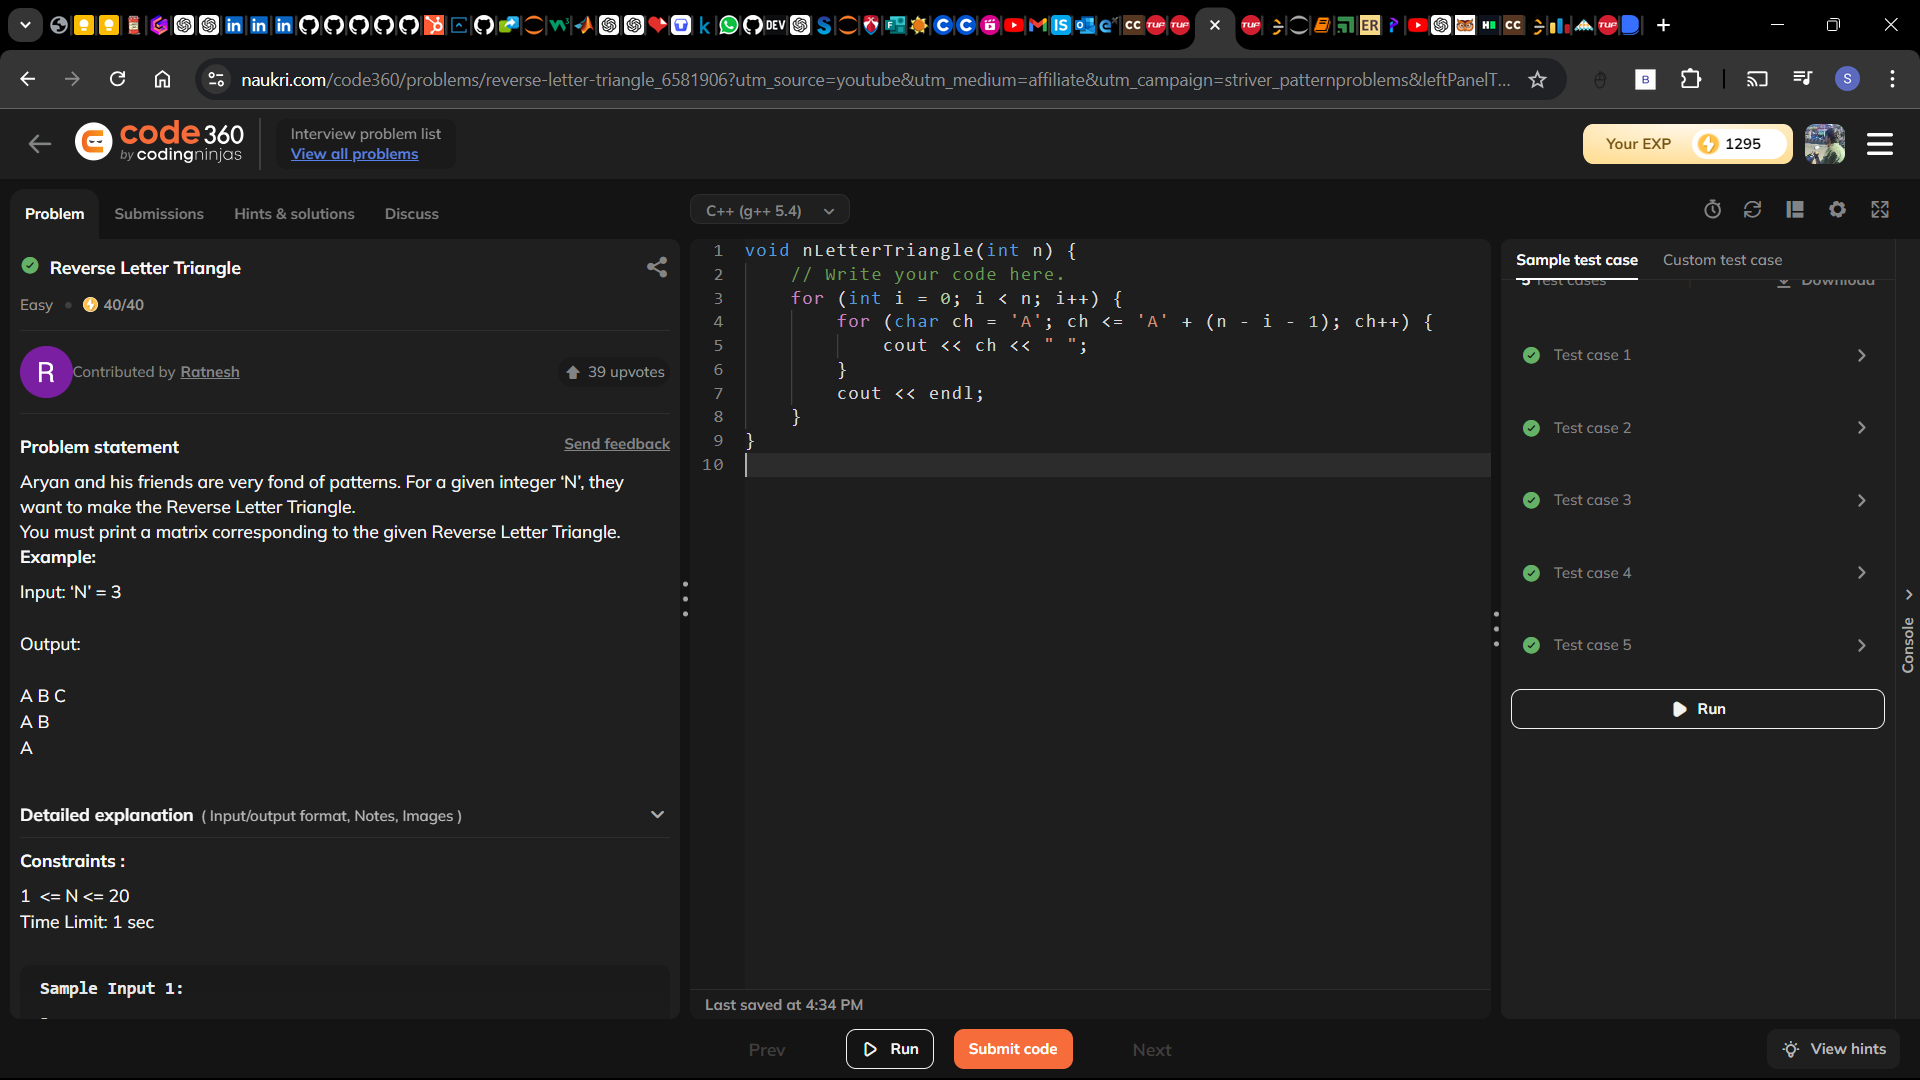 naukri.com/code360/problems/reverse-letter-triangle_6581906?utm_source=youtube&utm_medium=affiliate&utm_campaign=striver_patternproblems&leftPanelT...
code360
by codingninjas
Interview problem list
View all problems
Your EXP 1295
Problem Submissions Hints & solutions Discuss
Reverse Letter Triangle
Easy • 40/40
R Contributed by Ratnesh 39 upvotes
Problem statement Send feedback
Aryan and his friends are very fond of patterns. For a given integer ‘N’, they
want to make the Reverse Letter Triangle.
You must print a matrix corresponding to the given Reverse Letter Triangle.
Example:
Input: ‘N’ = 3
Output:
A B C
A B
A
Detailed explanation ( Input/output format, Notes, Images )
Constraints :
1 <= N <= 20
Time Limit: 1 sec
Sample Input 1:
C++ (g++ 5.4)
1 void nLetterTriangle(int n) {
2 // Write your code here.
3 for (int i = 0; i < n; i++) {
4 for (char ch = 'A'; ch <= 'A' + (n - i - 1); ch++) {
5 cout << ch << " ";
6 }
7 cout << endl;
8 }
9 }
10
Last saved at 4:34 PM
Sample test case Custom test case
5 Test cases Download
Test case 1
Test case 2
Test case 3
Test case 4
Test case 5
Run
Console
Prev Run Submit code Next
View hints